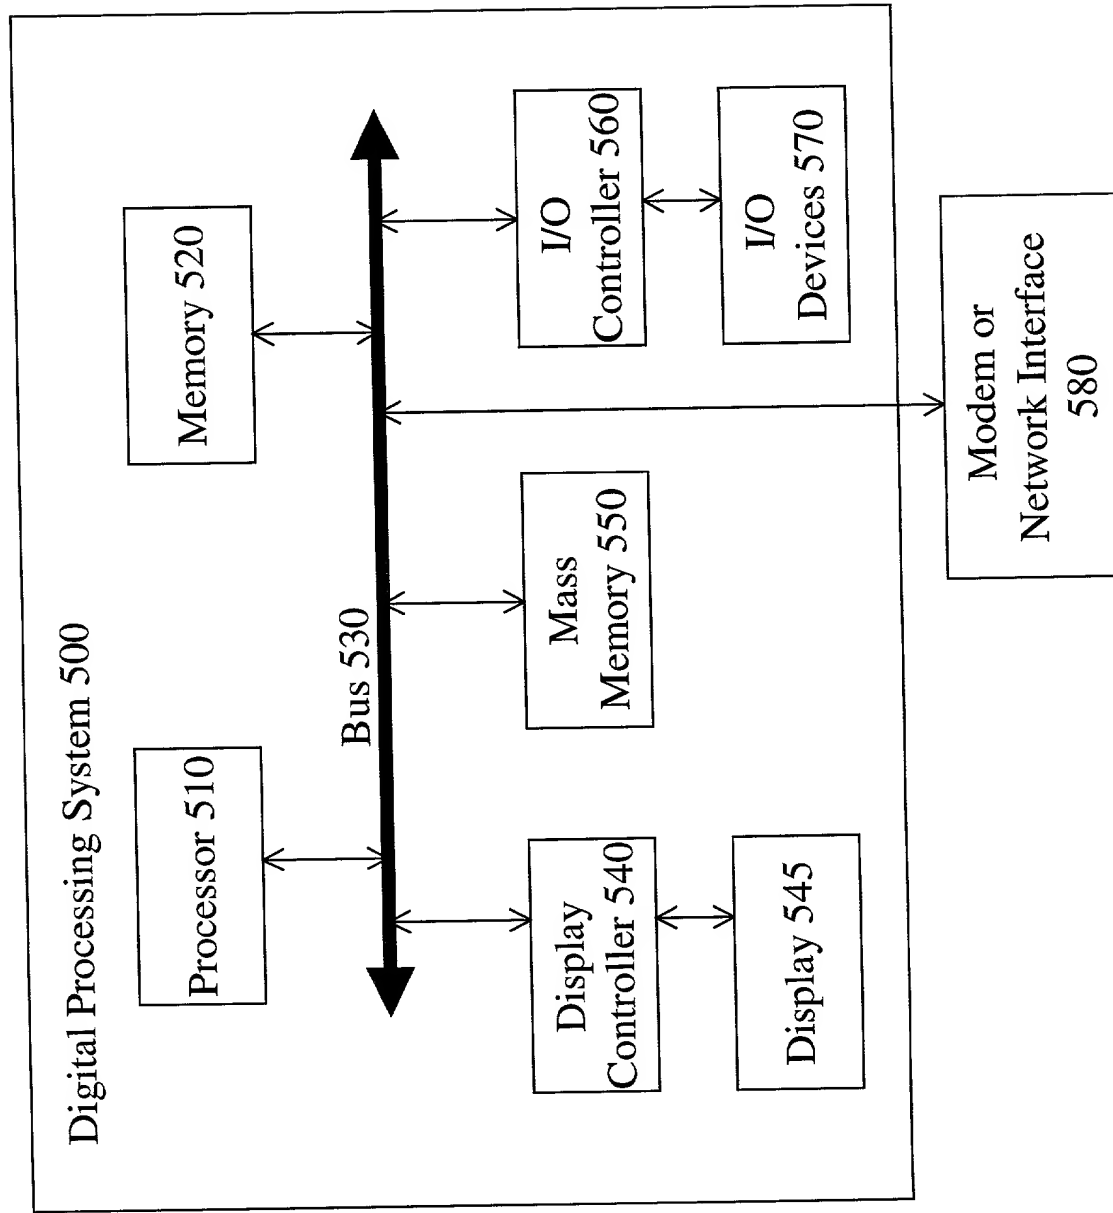 Digital Processing System 500
Processor 510
Memory 520
Bus 530
Display
Controller 540
Mass
Memory 550
I/O
Controller 560
Display 545
I/O
Devices 570
Modem or
Network Interface
580